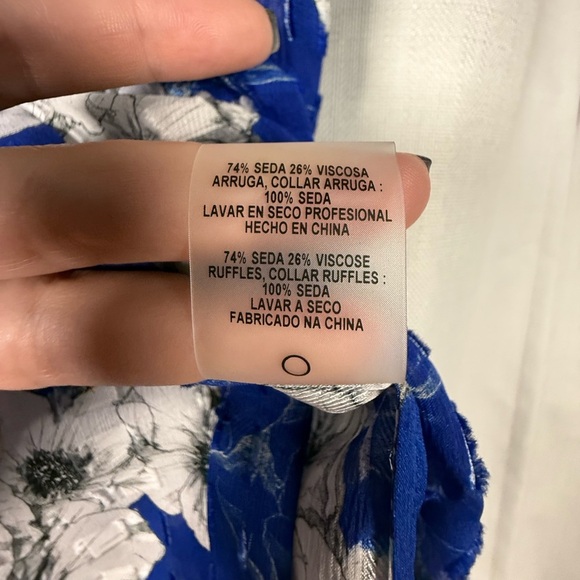 74% SEDA 26% VISCOSA
ARRUGA, COLLAR ARRUGA :
100% SEDA
LAVAR EN SECO PROFESIONAL
HECHO EN CHINA
74% SEDA 26% VISCOSE
RUFFLES, COLLAR RUFFLES :
100% SEDA
LAVAR A SECO
FABRICADO NA CHINA